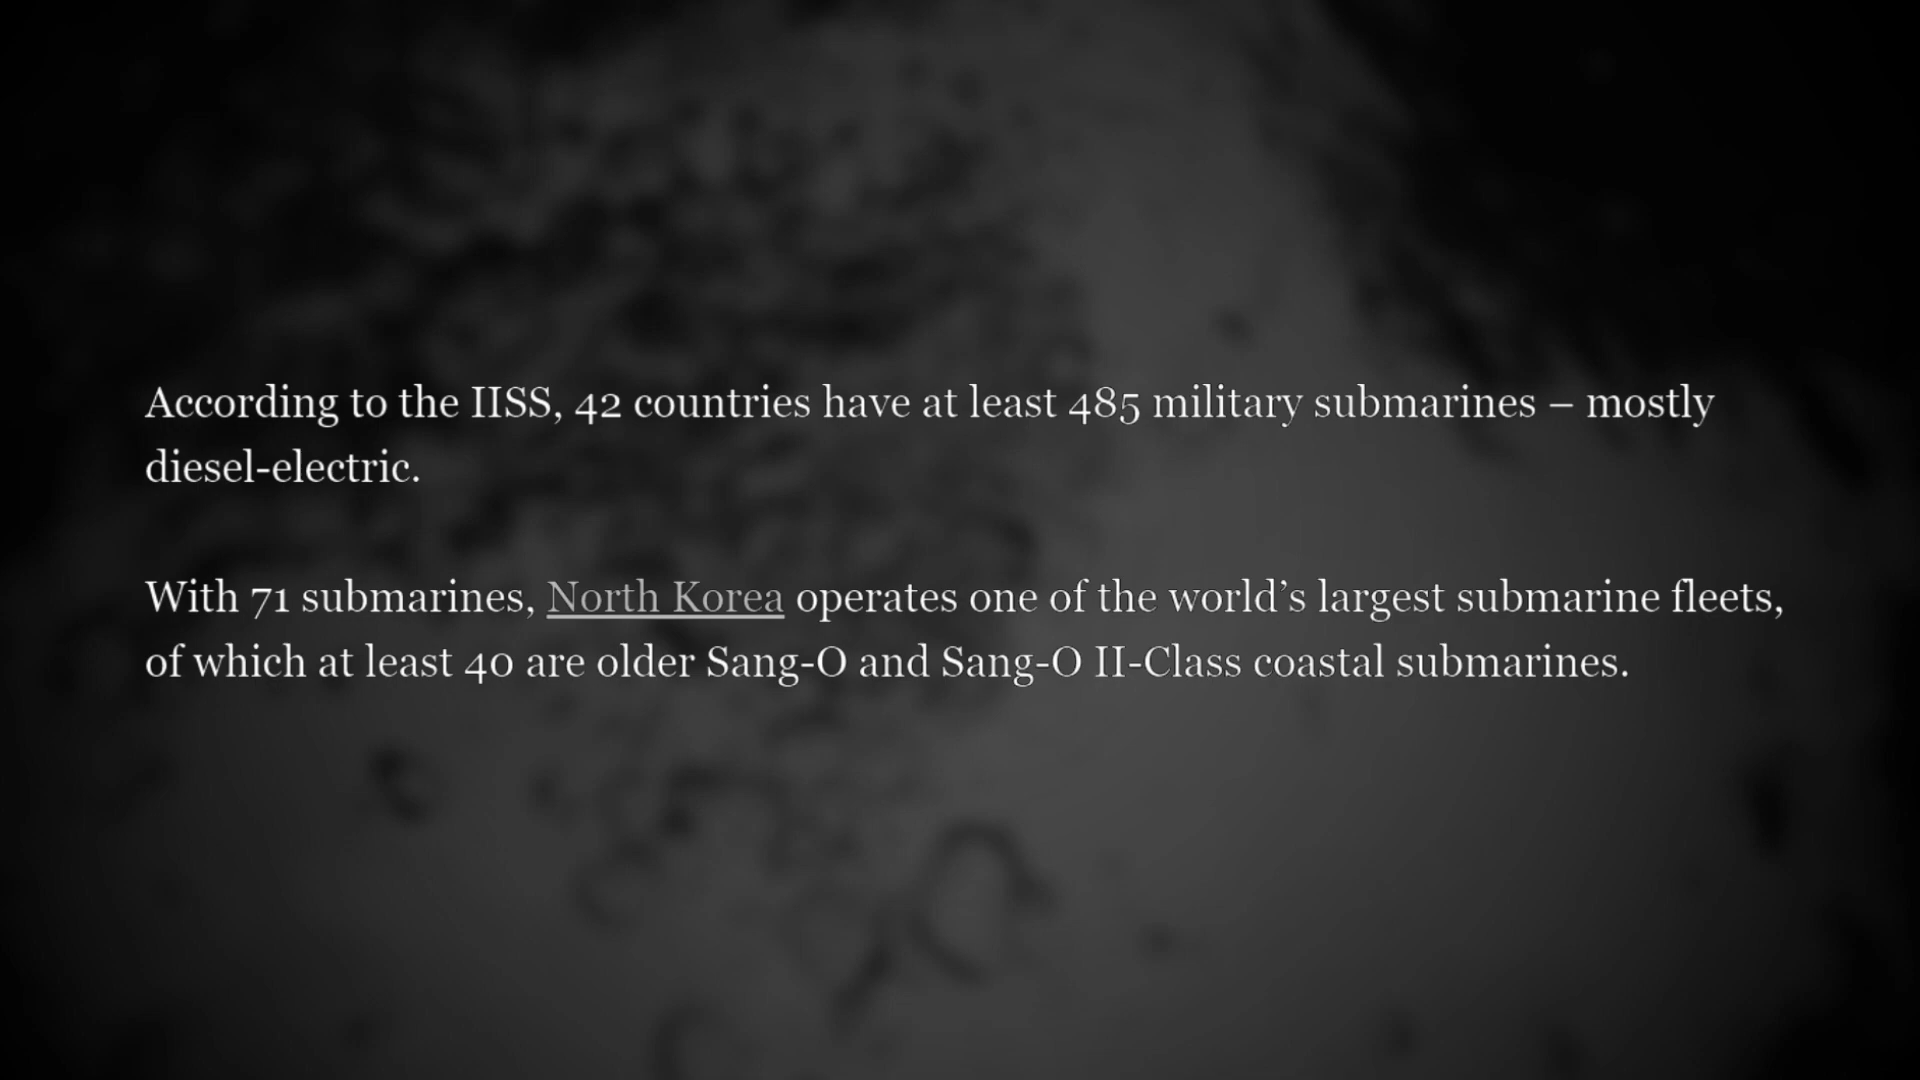 According to the IISS, 42 countries have at least 485 military submarines – mostly
diesel-electric.
With 71 submarines, North Korea operates one of the world’s largest submarine fleets,
of which at least 40 are older Sang-O and Sang-O II-Class coastal submarines.